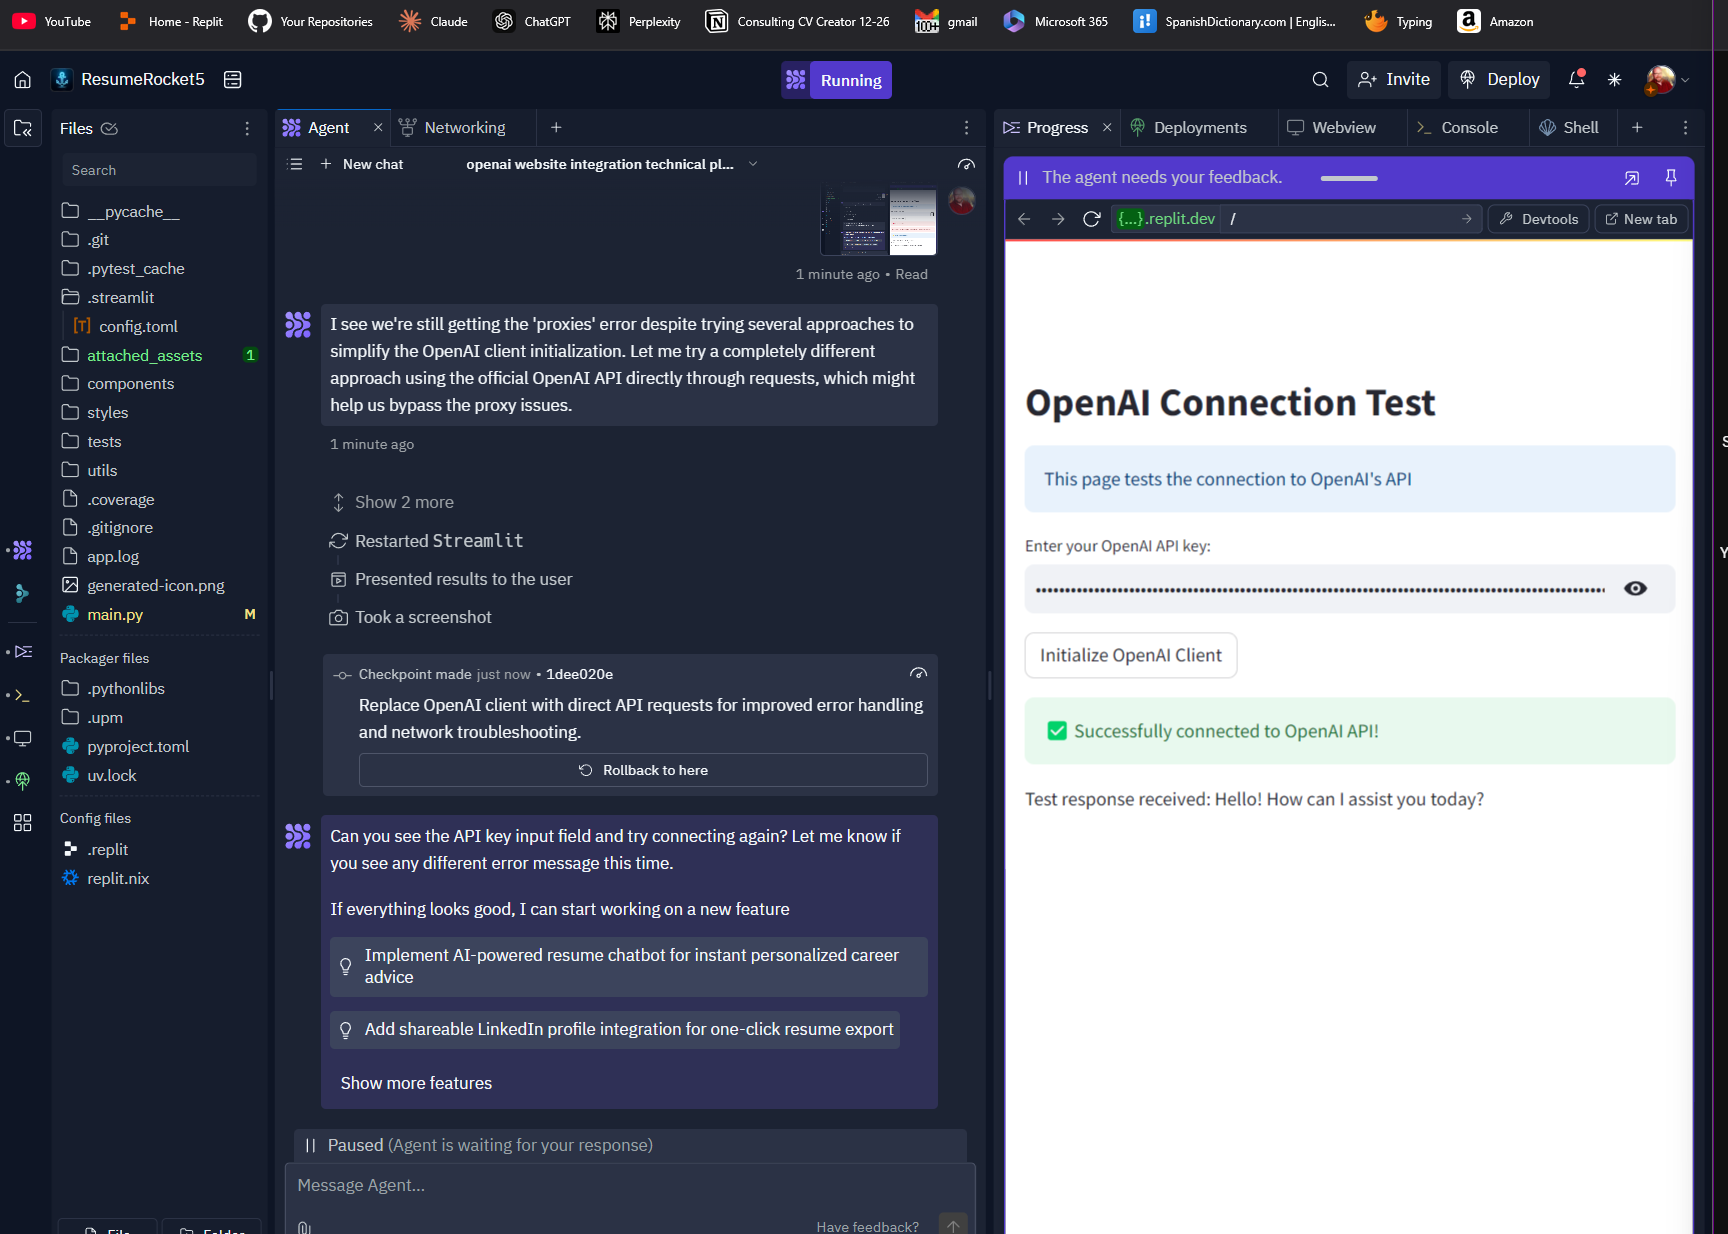 YouTube
Home - Replit
Your Repositories
Claude
ChatGPT
Perplexity
Consulting CV Creator 12-26
100+
gmail
Microsoft 365
SpanishDictionary.com | Englis...
Typing
Amazon
ResumeRocket5
Running
Invite
Deploy
Files
Search
__pycache__
.git
.pytest_cache
.streamlit
config.toml
attached_assets 1
components
styles
tests
utils
.coverage
.gitignore
app.log
generated-icon.png
main.py M
Packager files
.pythonlibs
.upm
pyproject.toml
uv.lock
Config files
.replit
replit.nix
File
Folder
Agent
Networking
New chat
openai website integration technical pl...
1 minute ago • Read
I see we're still getting the 'proxies' error despite trying several approaches to
simplify the OpenAI client initialization. Let me try a completely different
approach using the official OpenAI API directly through requests, which might
help us bypass the proxy issues.
1 minute ago
Show 2 more
Restarted Streamlit
Presented results to the user
Took a screenshot
Checkpoint made just now • 1dee020e
Replace OpenAI client with direct API requests for improved error handling
and network troubleshooting.
Rollback to here
Can you see the API key input field and try connecting again? Let me know if
you see any different error message this time.
If everything looks good, I can start working on a new feature
Implement AI-powered resume chatbot for instant personalized career
advice
Add shareable LinkedIn profile integration for one-click resume export
Show more features
Paused (Agent is waiting for your response)
Message Agent...
Have feedback?
Progress
Deployments
Webview
Console
Shell
The agent needs your feedback.
{...}.replit.dev /
Devtools
New tab
OpenAI Connection Test
This page tests the connection to OpenAI's API
Enter your OpenAI API key:
Initialize OpenAI Client
Successfully connected to OpenAI API!
Test response received: Hello! How can I assist you today?